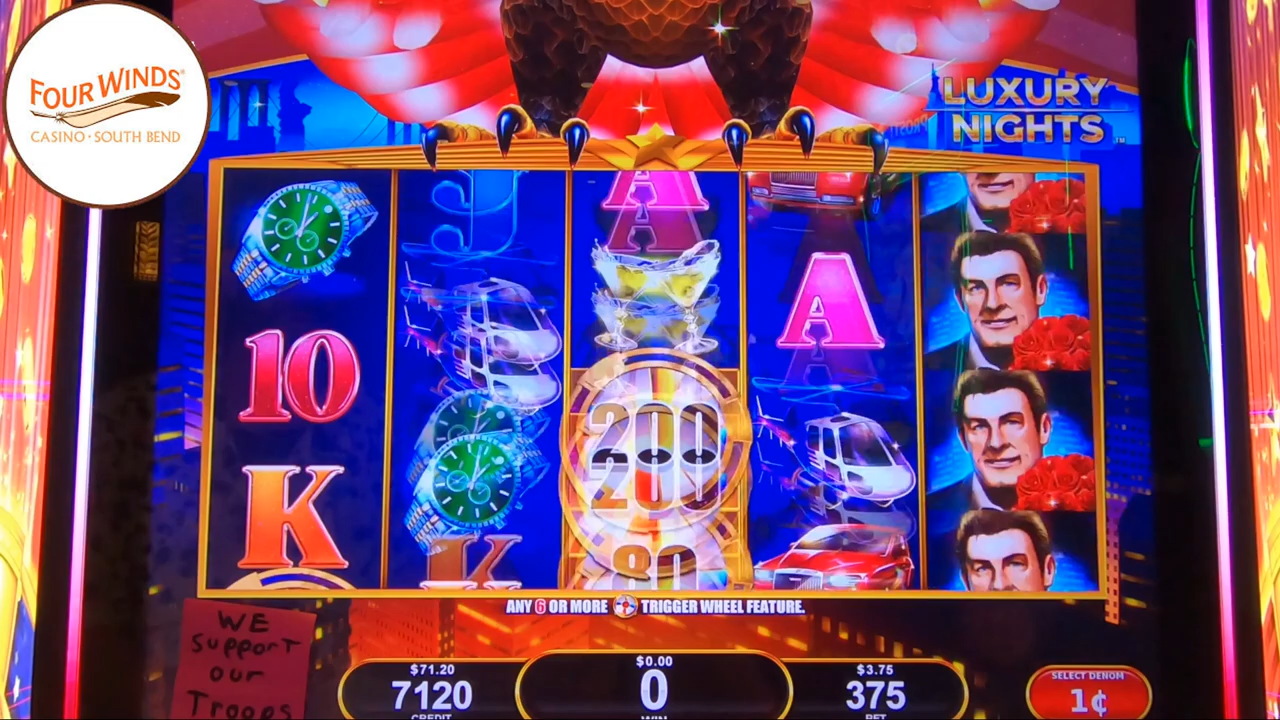 FOUR WINDS®
CASINO • SOUTH BEND
LUXURY
NIGHTS™
J
A
A
10
200
200
K
K
80
ANY 6 OR MORE TRIGGER WHEEL FEATURE.
WE
Support
our
Troops
$71.20
7120
CREDIT
$0.00
0
WIN
$3.75
375
BET
SELECT DENOM
1¢